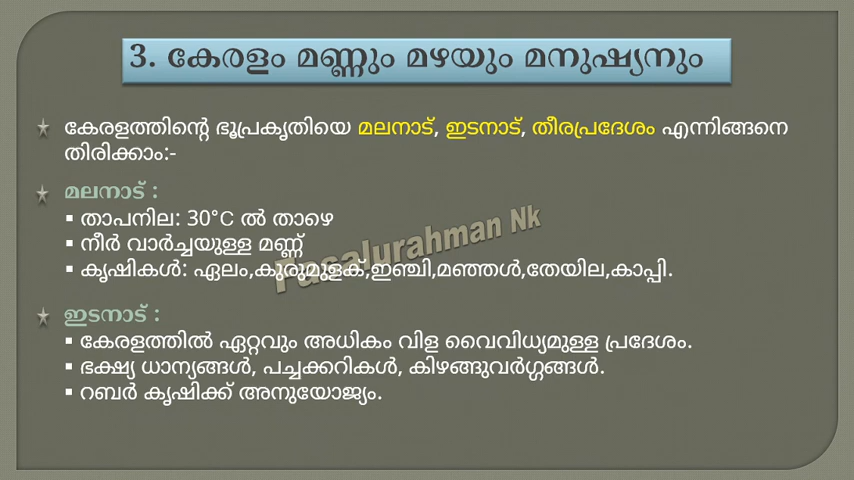 3. കേരളം മണ്ണും മഴയും മനുഷ്യനും
കേരളത്തിന്റെ ഭൂപ്രകൃതിയെ മലനാട്, ഇടനാട്, തീരപ്രദേശം എന്നിങ്ങനെ
തിരിക്കാം:-
മലനാട് :
▪ താപനില: 30°C ൽ താഴെ
▪ നീർ വാർച്ചയുള്ള മണ്ണ്
▪ കൃഷികൾ: ഏലം,കുരുമുളക്,ഇഞ്ചി,മഞ്ഞൾ,തേയില,കാപ്പി.
ഇടനാട് :
▪ കേരളത്തിൽ ഏറ്റവും അധികം വിള വൈവിധ്യമുള്ള പ്രദേശം.
▪ ഭക്ഷ്യ ധാന്യങ്ങൾ, പച്ചക്കറികൾ, കിഴങ്ങുവർഗ്ഗങ്ങൾ.
▪ റബർ കൃഷിക്ക് അനുയോജ്യം.
Fasalurahman Nk